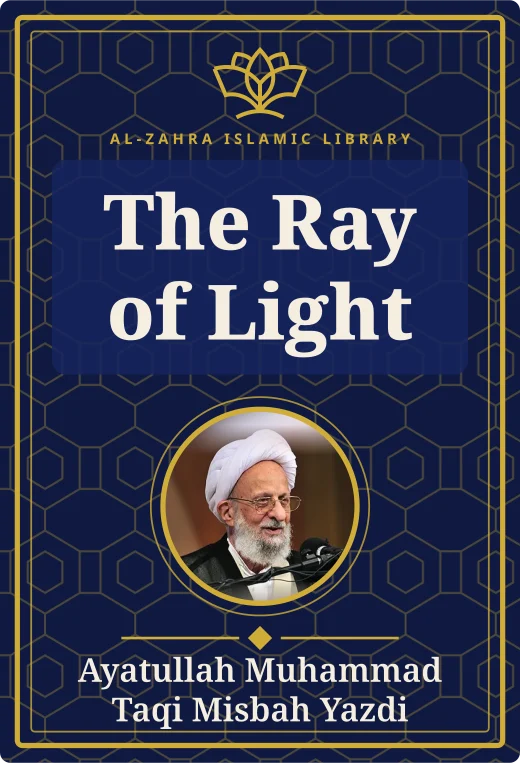 AL-ZAHRA ISLAMIC LIBRARY
The Ray
of Light
Ayatullah Muhammad
Taqi Misbah Yazdi